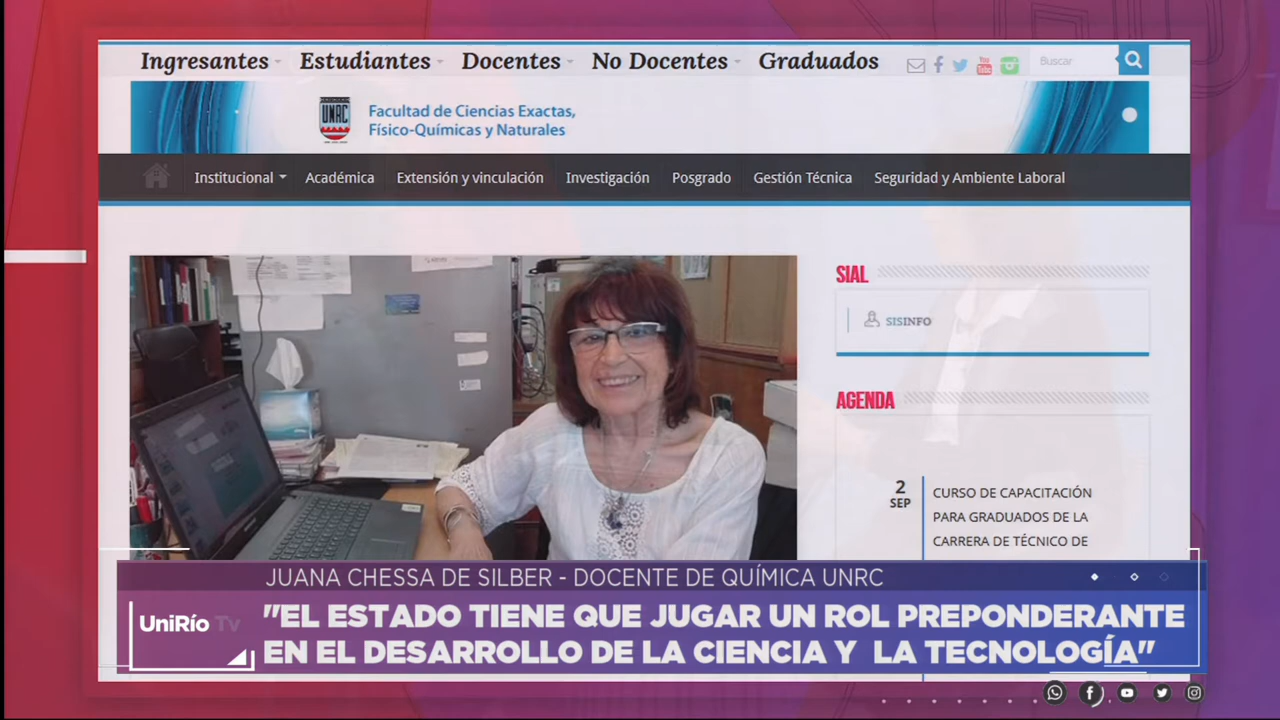 Ingresantes Estudiantes Docentes No Docentes Graduados
Buscar
UNRC
Facultad de Ciencias Exactas,
Físico-Químicas y Naturales
Institucional Académica Extensión y vinculación Investigación Posgrado Gestión Técnica Seguridad y Ambiente Laboral
SIAL
SISINFO
AGENDA
2
SEP
CURSO DE CAPACITACIÓN
PARA GRADUADOS DE LA
CARRERA DE TÉCNICO DE
JUANA CHESSA DE SILBER - DOCENTE DE QUÍMICA UNRC
UniRío Tv
"EL ESTADO TIENE QUE JUGAR UN ROL PREPONDERANTE
EN EL DESARROLLO DE LA CIENCIA Y LA TECNOLOGÍA"